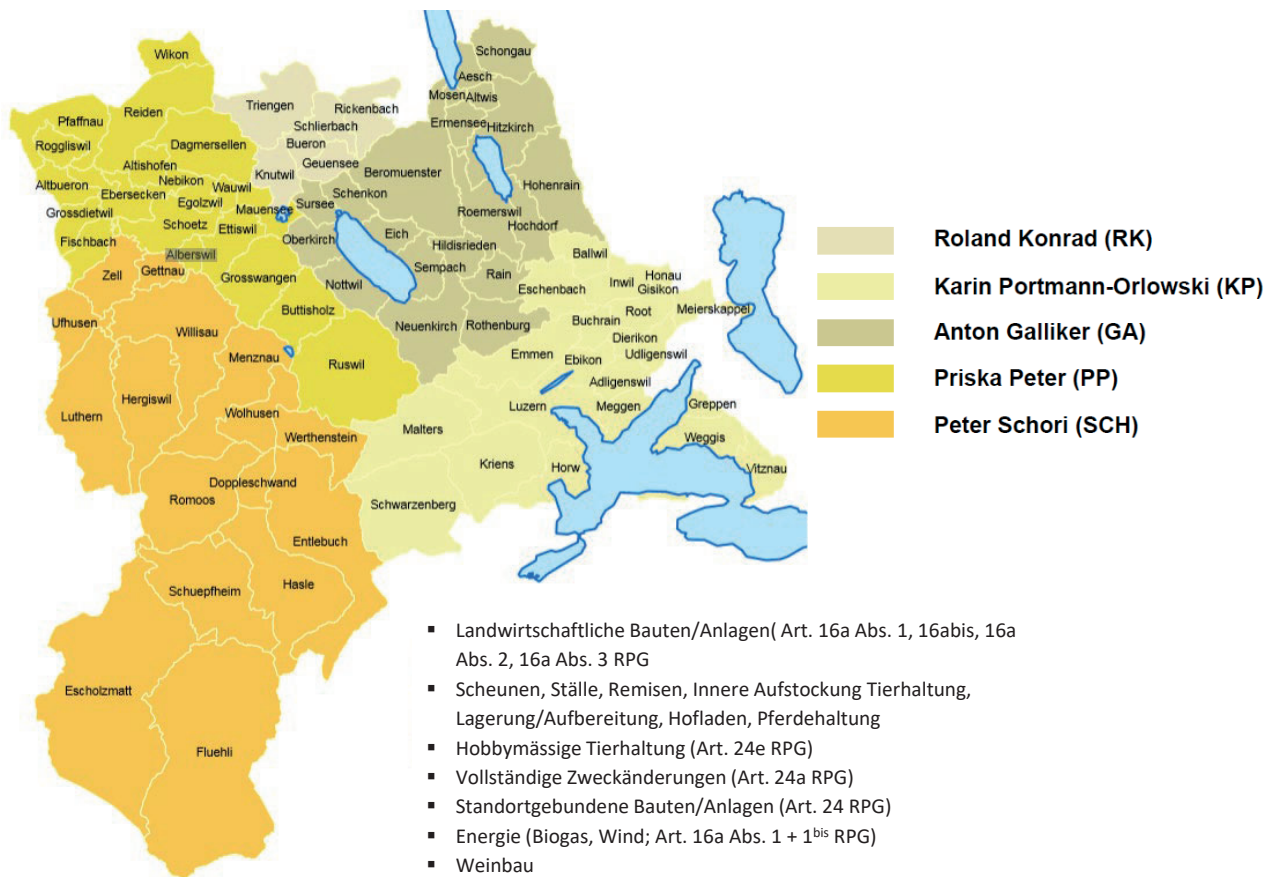 Wikon
Schongau
Aesch
Mosen Altwis
Triengen
Rickenbach
Reiden
Pfaffnau
Schlierbach
Ermensee
Hitzkirch
Roggliswil
Dagmersellen
Bueron
Altishofen
Geuensee
Beromuenster
Knutwil
Nebikon
Altbueron
Wauwil
Ebersecken
Schenkon
Hohenrain
Egolzwil
Mauensee
Sursee
Grossdietwil
Roemerswil
Schoetz
Ettiswil
Hochdorf
Eich
Fischbach
Oberkirch
Hildisrieden
Alberswil
Ballwil
Zell
Gettnau
Sempach
Rain
Grosswangen
Honau
Inwil
Nottwil
Eschenbach
Gisikon
Buttisholz
Root
Meierskappel
Ufhusen
Buchrain
Neuenkirch
Rothenburg
Willisau
Dierikon
Menznau
Emmen
Ebikon
Udligenswil
Ruswil
Adligenswil
Hergiswil
Luzern
Meggen
Greppen
Luthern
Wolhusen
Malters
Werthenstein
Weggis
Kriens
Horw
Vitznau
Doppleschwand
Romoos
Schwarzenberg
Entlebuch
Hasle
Schuepfheim
Escholzmatt
Fluehli
Roland Konrad (RK)
Karin Portmann-Orlowski (KP)
Anton Galliker (GA)
Priska Peter (PP)
Peter Schori (SCH)
▪ Landwirtschaftliche Bauten/Anlagen( Art. 16a Abs. 1, 16abis, 16a
Abs. 2, 16a Abs. 3 RPG
▪ Scheunen, Ställe, Remisen, Innere Aufstockung Tierhaltung,
Lagerung/Aufbereitung, Hofladen, Pferdehaltung
▪ Hobbymässige Tierhaltung (Art. 24e RPG)
▪ Vollständige Zweckänderungen (Art. 24a RPG)
▪ Standortgebundene Bauten/Anlagen (Art. 24 RPG)
▪ Energie (Biogas, Wind; Art. 16a Abs. 1 + 1bis RPG)
▪ Weinbau